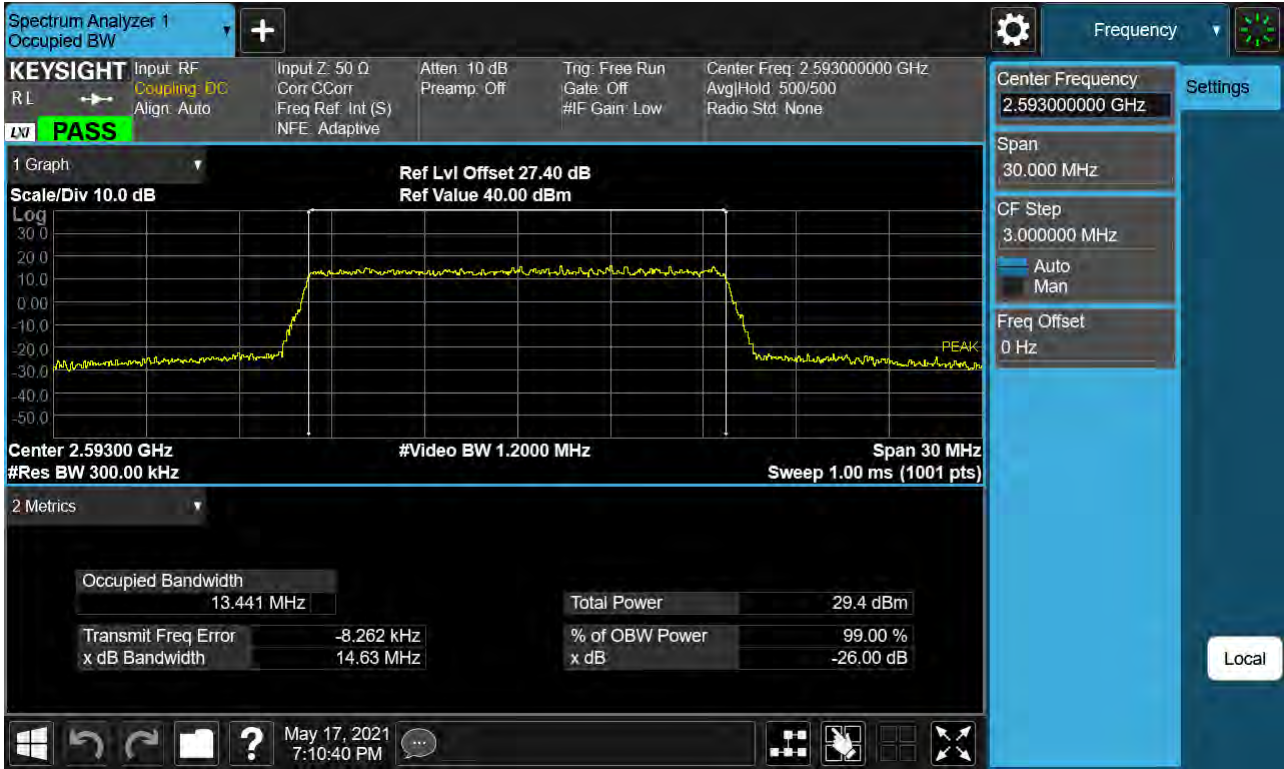 Spectrum Analyzer 1
Occupied BW
Frequency
KEYSIGHT
RL
LXI PASS
Input: RF
Coupling: DC
Align: Auto
Input Z: 50 Ω
Corr CCorr
Freq Ref: Int (S)
NFE: Adaptive
Atten: 10 dB
Preamp: Off
Trig: Free Run
Gate: Off
#IF Gain: Low
Center Freq: 2.593000000 GHz
Avg|Hold: 500/500
Radio Std: None
Center Frequency
2.593000000 GHz
Settings
Span
30.000 MHz
CF Step
3.000000 MHz
Auto
Man
Freq Offset
0 Hz
1 Graph
Scale/Div 10.0 dB
Ref Lvl Offset 27.40 dB
Ref Value 40.00 dBm
Log
30.0
20.0
10.0
0.00
-10.0
-20.0
-30.0
-40.0
-50.0
PEAK
Center 2.59300 GHz
#Video BW 1.2000 MHz
Span 30 MHz
#Res BW 300.00 kHz
Sweep 1.00 ms (1001 pts)
2 Metrics
Occupied Bandwidth
13.441 MHz
Total Power 29.4 dBm
Transmit Freq Error -8.262 kHz
% of OBW Power 99.00 %
x dB Bandwidth 14.63 MHz
x dB -26.00 dB
Local
?
May 17, 2021
7:10:40 PM